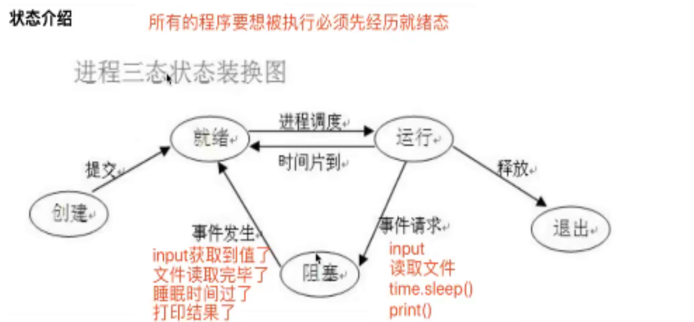 状态介绍
所有的程序要想被执行必须先经历就绪态
进程三态状态装换图
就绪
进程调度
运行
时间片到
提交
释放
创建
退出
事件发生
事件请求
input获取到值了
文件读取完毕了
睡眠时间过了
打印结果了
阻塞
input
读取文件
time.sleep()
print()